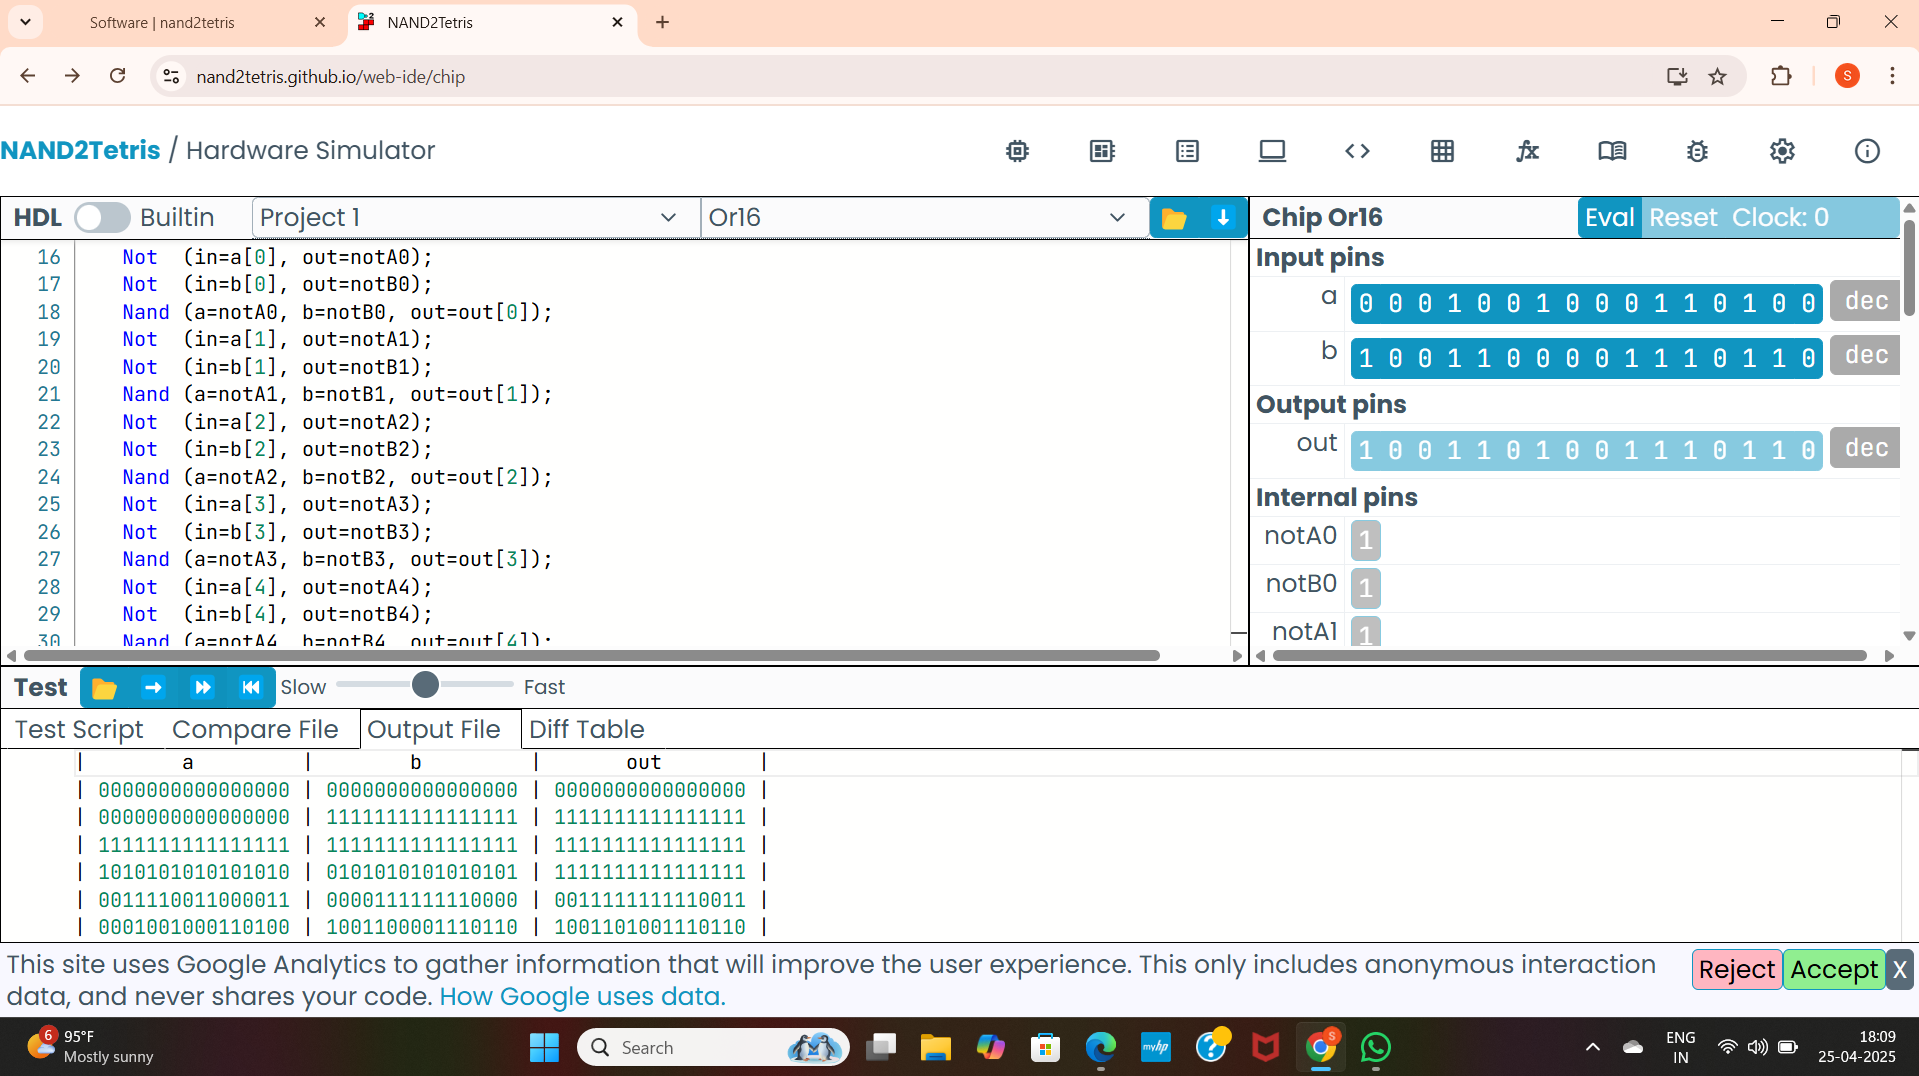 Software | nand2tetris
NAND2Tetris
nand2tetris.github.io/web-ide/chip
S
NAND2Tetris / Hardware Simulator
HDL Builtin Project 1 Or16
Chip Or16 Eval Reset Clock: 0
16 Not (in=a[0], out=notA0);
17 Not (in=b[0], out=notB0);
18 Nand (a=notA0, b=notB0, out=out[0]);
19 Not (in=a[1], out=notA1);
20 Not (in=b[1], out=notB1);
21 Nand (a=notA1, b=notB1, out=out[1]);
22 Not (in=a[2], out=notA2);
23 Not (in=b[2], out=notB2);
24 Nand (a=notA2, b=notB2, out=out[2]);
25 Not (in=a[3], out=notA3);
26 Not (in=b[3], out=notB3);
27 Nand (a=notA3, b=notB3, out=out[3]);
28 Not (in=a[4], out=notA4);
29 Not (in=b[4], out=notB4);
30 Nand (a=notA4, b=notB4, out=out[4]);
Input pins
a 0 0 0 1 0 0 1 0 0 0 1 1 0 1 0 0 dec
b 1 0 0 1 1 0 0 0 0 1 1 1 0 1 1 0 dec
Output pins
out 1 0 0 1 1 0 1 0 0 1 1 1 0 1 1 0 dec
Internal pins
notA0 1
notB0 1
notA1 1
Test Slow Fast
Test Script Compare File Output File Diff Table
| a | b | out |
| 0000000000000000 | 0000000000000000 | 0000000000000000 |
| 0000000000000000 | 1111111111111111 | 1111111111111111 |
| 1111111111111111 | 1111111111111111 | 1111111111111111 |
| 1010101010101010 | 0101010101010101 | 1111111111111111 |
| 0011110011000011 | 0000111111110000 | 0011111111110011 |
| 0001001000110100 | 1001100001110110 | 1001101001110110 |
This site uses Google Analytics to gather information that will improve the user experience. This only includes anonymous interaction
data, and never shares your code. How Google uses data.
Reject Accept X
6
95°F
Mostly sunny
Search
myhp
S
ENG
IN
18:09
25-04-2025